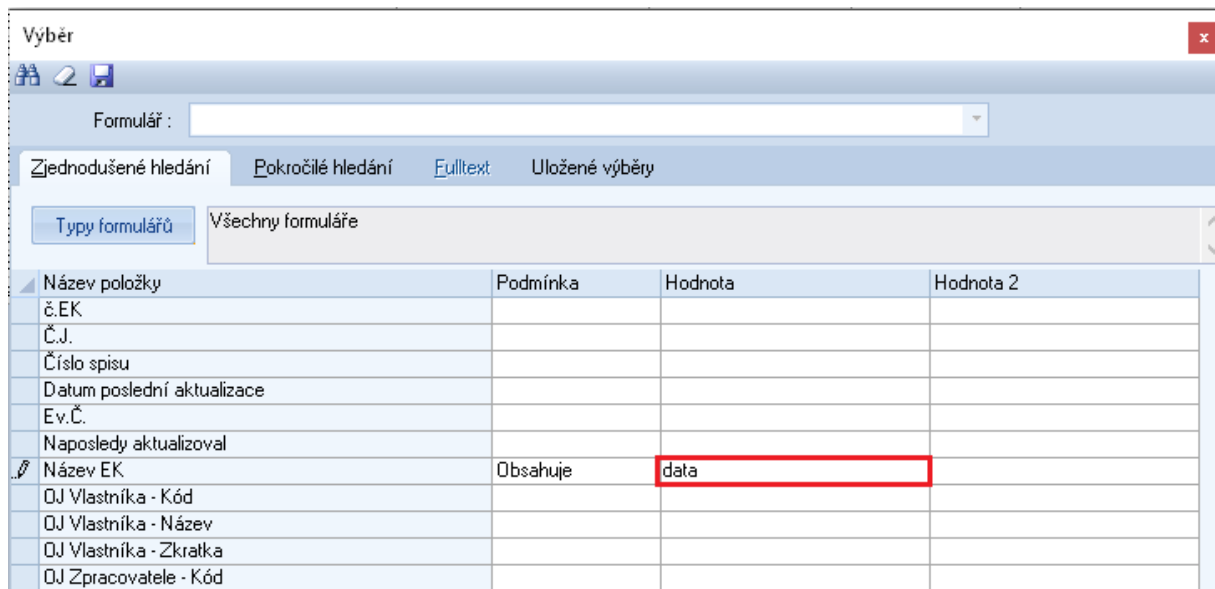 Výběr
Formulář :
Zjednodušené hledání Pokročilé hledání Fulltext Uložené výběry
Typy formulářů Všechny formuláře
Název položky Podmínka Hodnota Hodnota 2
č.EK
Č.J.
Číslo spisu
Datum poslední aktualizace
Ev.Č.
Naposledy aktualizoval
Název EK Obsahuje data
OJ Vlastníka - Kód
OJ Vlastníka - Název
OJ Vlastníka - Zkratka
OJ Zpracovatele - Kód